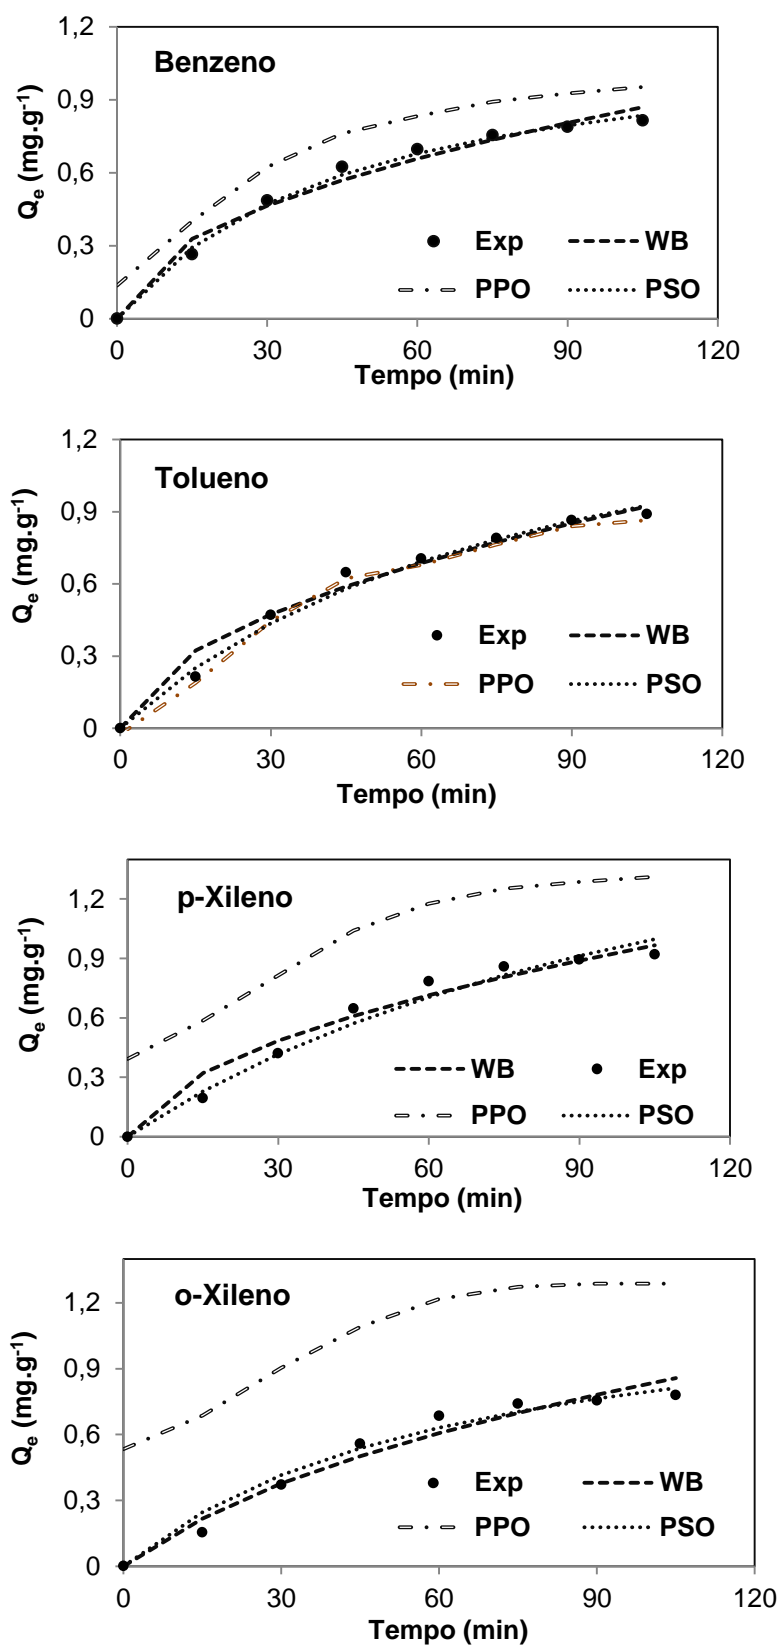 1,2
Benzeno
0,9
0,6
0,3
0
Qe (mg.g-1)
Exp WB
PPO PSO
0 30 60 90 120
Tempo (min)
1,2
Tolueno
0,9
0,6
0,3
0
Qe (mg.g-1)
Exp WB
PPO PSO
0 30 60 90 120
Tempo (min)
1,2
p-Xileno
0,9
0,6
0,3
0
Qe (mg.g-1)
WB Exp
PPO PSO
0 30 60 90 120
Tempo (min)
1,2
o-Xileno
0,9
0,6
0,3
0
Qe (mg.g-1)
Exp WB
PPO PSO
0 30 60 90 120
Tempo (min)